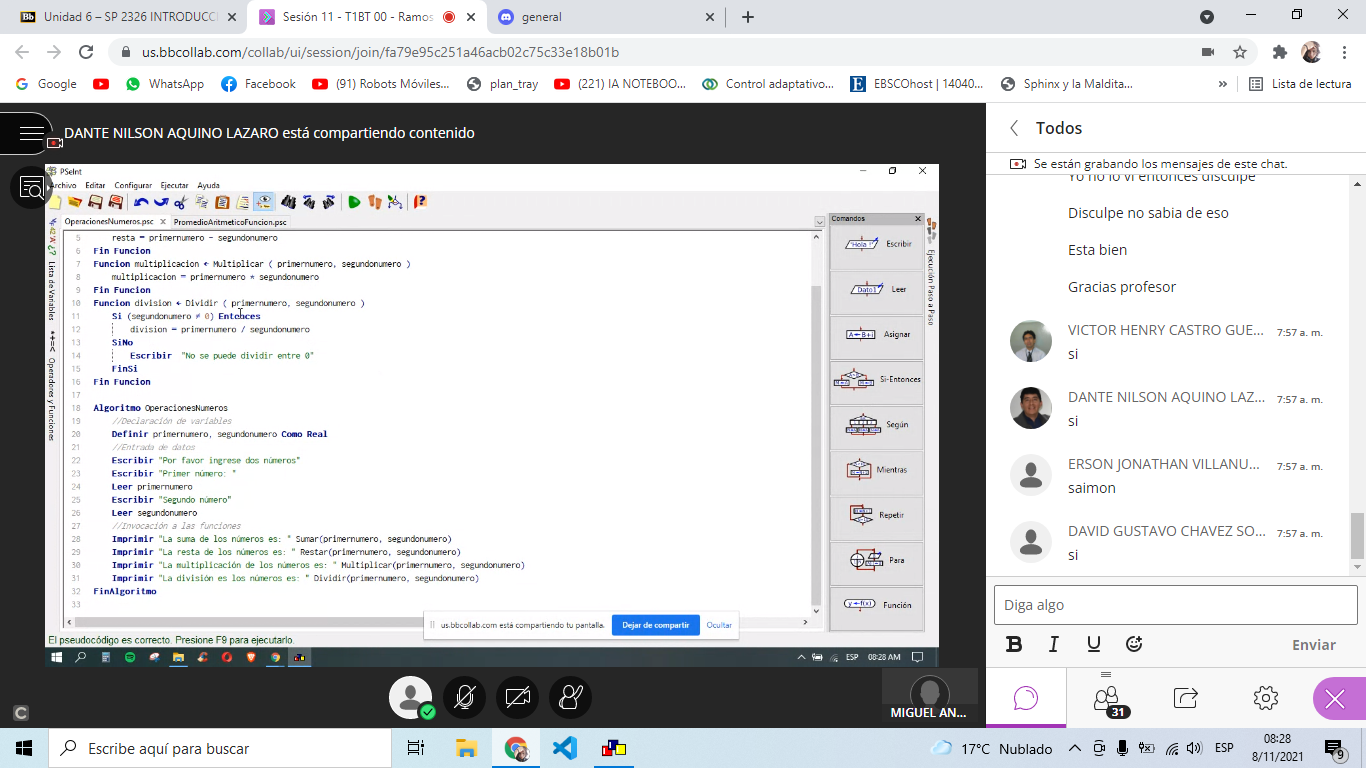 Unidad 6 – SP 2326 INTRODUCCI
Sesión 11 - T1BT 00 - Ramos
general
us.bbcollab.com/collab/ui/session/join/fa79e95c251a46acb02c75c33e18b01b
Google
WhatsApp
Facebook
(91) Robots Móviles...
plan_tray
(221) IA NOTEBOO...
Control adaptativo...
EBSCOhost | 14040...
Sphinx y la Maldita...
»
Lista de lectura
DANTE NILSON AQUINO LAZARO está compartiendo contenido
PSeInt
Archivo Editar Configurar Ejecutar Ayuda
OperacionesNumeros.psc
PromedioAritmeticoFuncion.psc
Lista de Variables
Operadores y Funciones
5 resta = primernumero - segundonumero
6 Fin Funcion
7 Funcion multiplicacion ← Multiplicar ( primernumero, segundonumero )
8 multiplicacion = primernumero * segundonumero
9 Fin Funcion
10 Funcion division ← Dividir ( primernumero, segundonumero )
11 Si (segundonumero ≠ 0) Entonces
12 division = primernumero / segundonumero
13 SiNo
14 Escribir "No se puede dividir entre 0"
15 FinSi
16 Fin Funcion
17
18 Algoritmo OperacionesNumeros
19 //Declaración de variables
20 Definir primernumero, segundonumero Como Real
21 //Entrada de datos
22 Escribir "Por favor ingrese dos números"
23 Escribir "Primer número: "
24 Leer primernumero
25 Escribir "Segundo número"
26 Leer segundonumero
27 //Invocación a las funciones
28 Imprimir "La suma de los números es: " Sumar(primernumero, segundonumero)
29 Imprimir "La resta de los números es: " Restar(primernumero, segundonumero)
30 Imprimir "La multiplicación de los números es: " Multiplicar(primernumero, segundonumero)
31 Imprimir "La división es los números es: " Dividir(primernumero, segundonumero)
32 FinAlgoritmo
33
Comandos
'Hola !' Escribir
Dato1 Leer
A←B+i Asignar
Si-Entonces
Según
Mientras
Repetir
Para
y ←f(x) Función
Ejecución Paso a Paso
us.bbcollab.com está compartiendo tu pantalla.
Dejar de compartir
Ocultar
El pseudocódigo es correcto. Presione F9 para ejecutarlo.
ESP 08:28 AM
MIGUEL AN...
Todos
Se están grabando los mensajes de este chat.
Yo no lo vi entonces disculpe
Disculpe no sabia de eso
Esta bien
Gracias profesor
VICTOR HENRY CASTRO GUE... 7:57 a. m.
si
DANTE NILSON AQUINO LAZ... 7:57 a. m.
si
ERSON JONATHAN VILLANU... 7:57 a. m.
saimon
DAVID GUSTAVO CHAVEZ SO... 7:57 a. m.
si
Diga algo
B I U
Enviar
31
Escribe aquí para buscar
17°C Nublado
ESP
08:28
8/11/2021
9